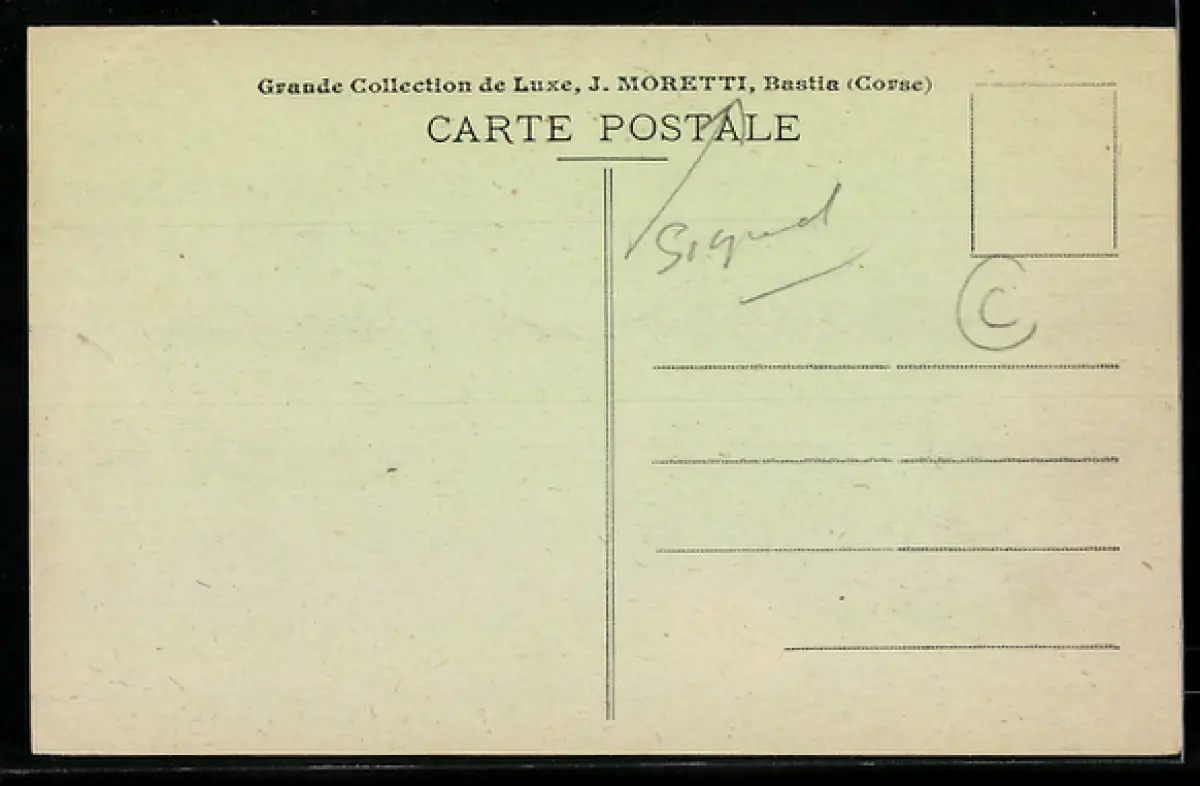 Grande Collection de Luxe, J. MORETTI, Bastia (Corse)
CARTE POSTALE
Signed
C